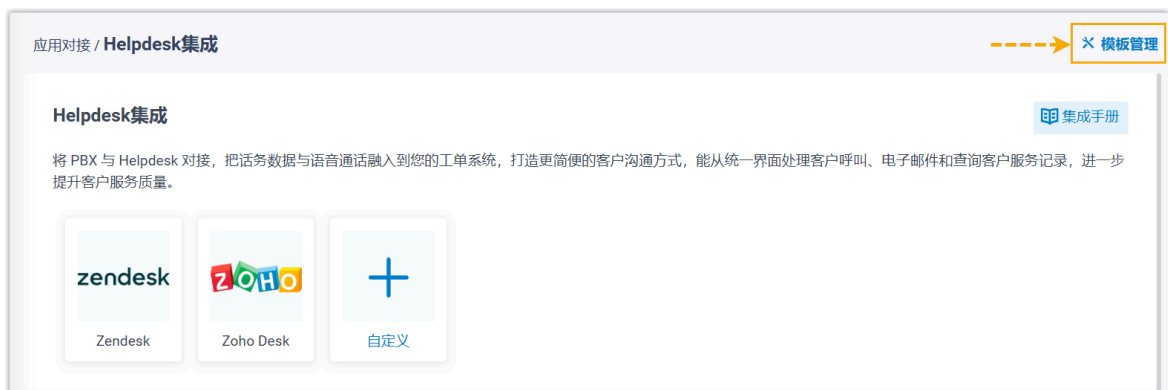 应用对接 / Helpdesk集成
模板管理
Helpdesk集成
集成手册
将 PBX 与 Helpdesk 对接，把话务数据与语音通话融入到您的工单系统，打造更简便的客户沟通方式，能从统一界面处理客户呼叫、电子邮件和查询客户服务记录，进一步
提升客户服务质量。
zendesk
ZOHO
Zendesk
Zoho Desk
自定义